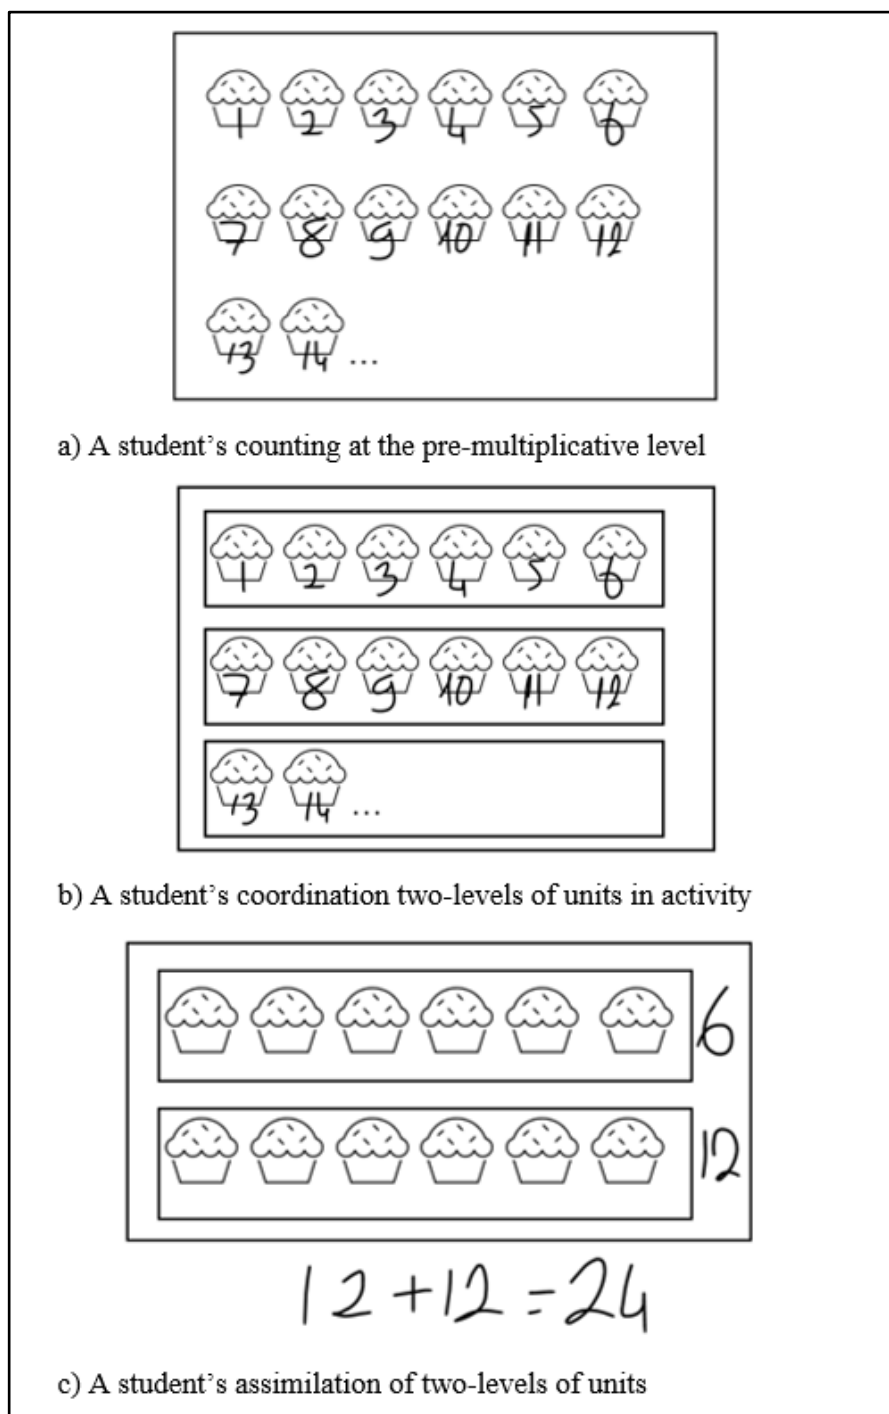 1 2 3 4 5 6
7 8 9 10 11 12
13 14 ...
a) A student’s counting at the pre-multiplicative level
1 2 3 4 5 6
7 8 9 10 11 12
13 14 ...
b) A student’s coordination two-levels of units in activity
6
12
12+12=24
c) A student’s assimilation of two-levels of units